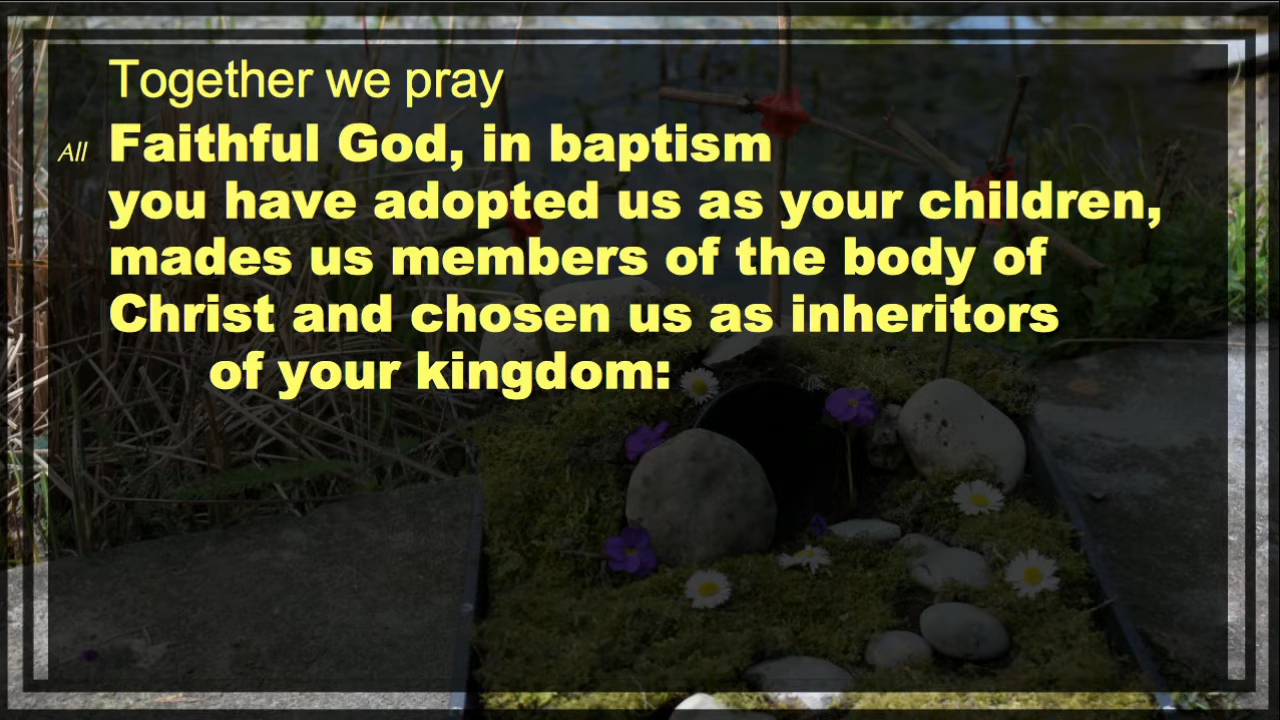 Together we pray
All Faithful God, in baptism
you have adopted us as your children,
mades us members of the body of
Christ and chosen us as inheritors
of your kingdom: